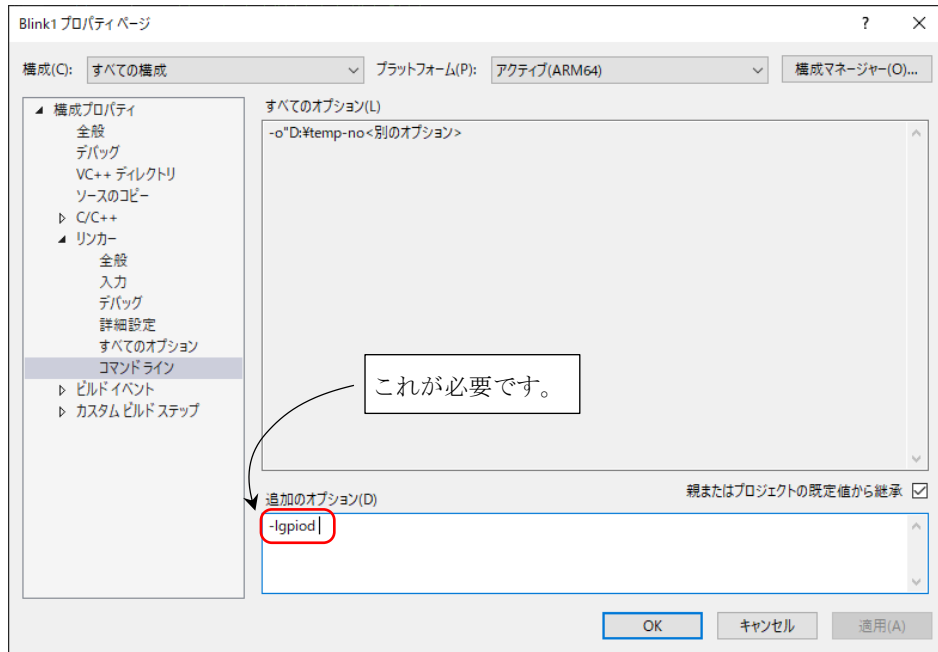 Blink1 プロパティ ページ
?
×
構成(C):
すべての構成
プラットフォーム(P):
アクティブ(ARM64)
構成マネージャー(O)...
構成プロパティ
全般
デバッグ
VC++ ディレクトリ
ソースのコピー
C/C++
リンカー
全般
入力
デバッグ
詳細設定
すべてのオプション
コマンド ライン
ビルド イベント
カスタム ビルド ステップ
すべてのオプション(L)
-o"D:¥temp-no<別のオプション>
これが必要です。
追加のオプション(D)
親またはプロジェクトの既定値から継承
-lgpiod
OK
キャンセル
適用(A)